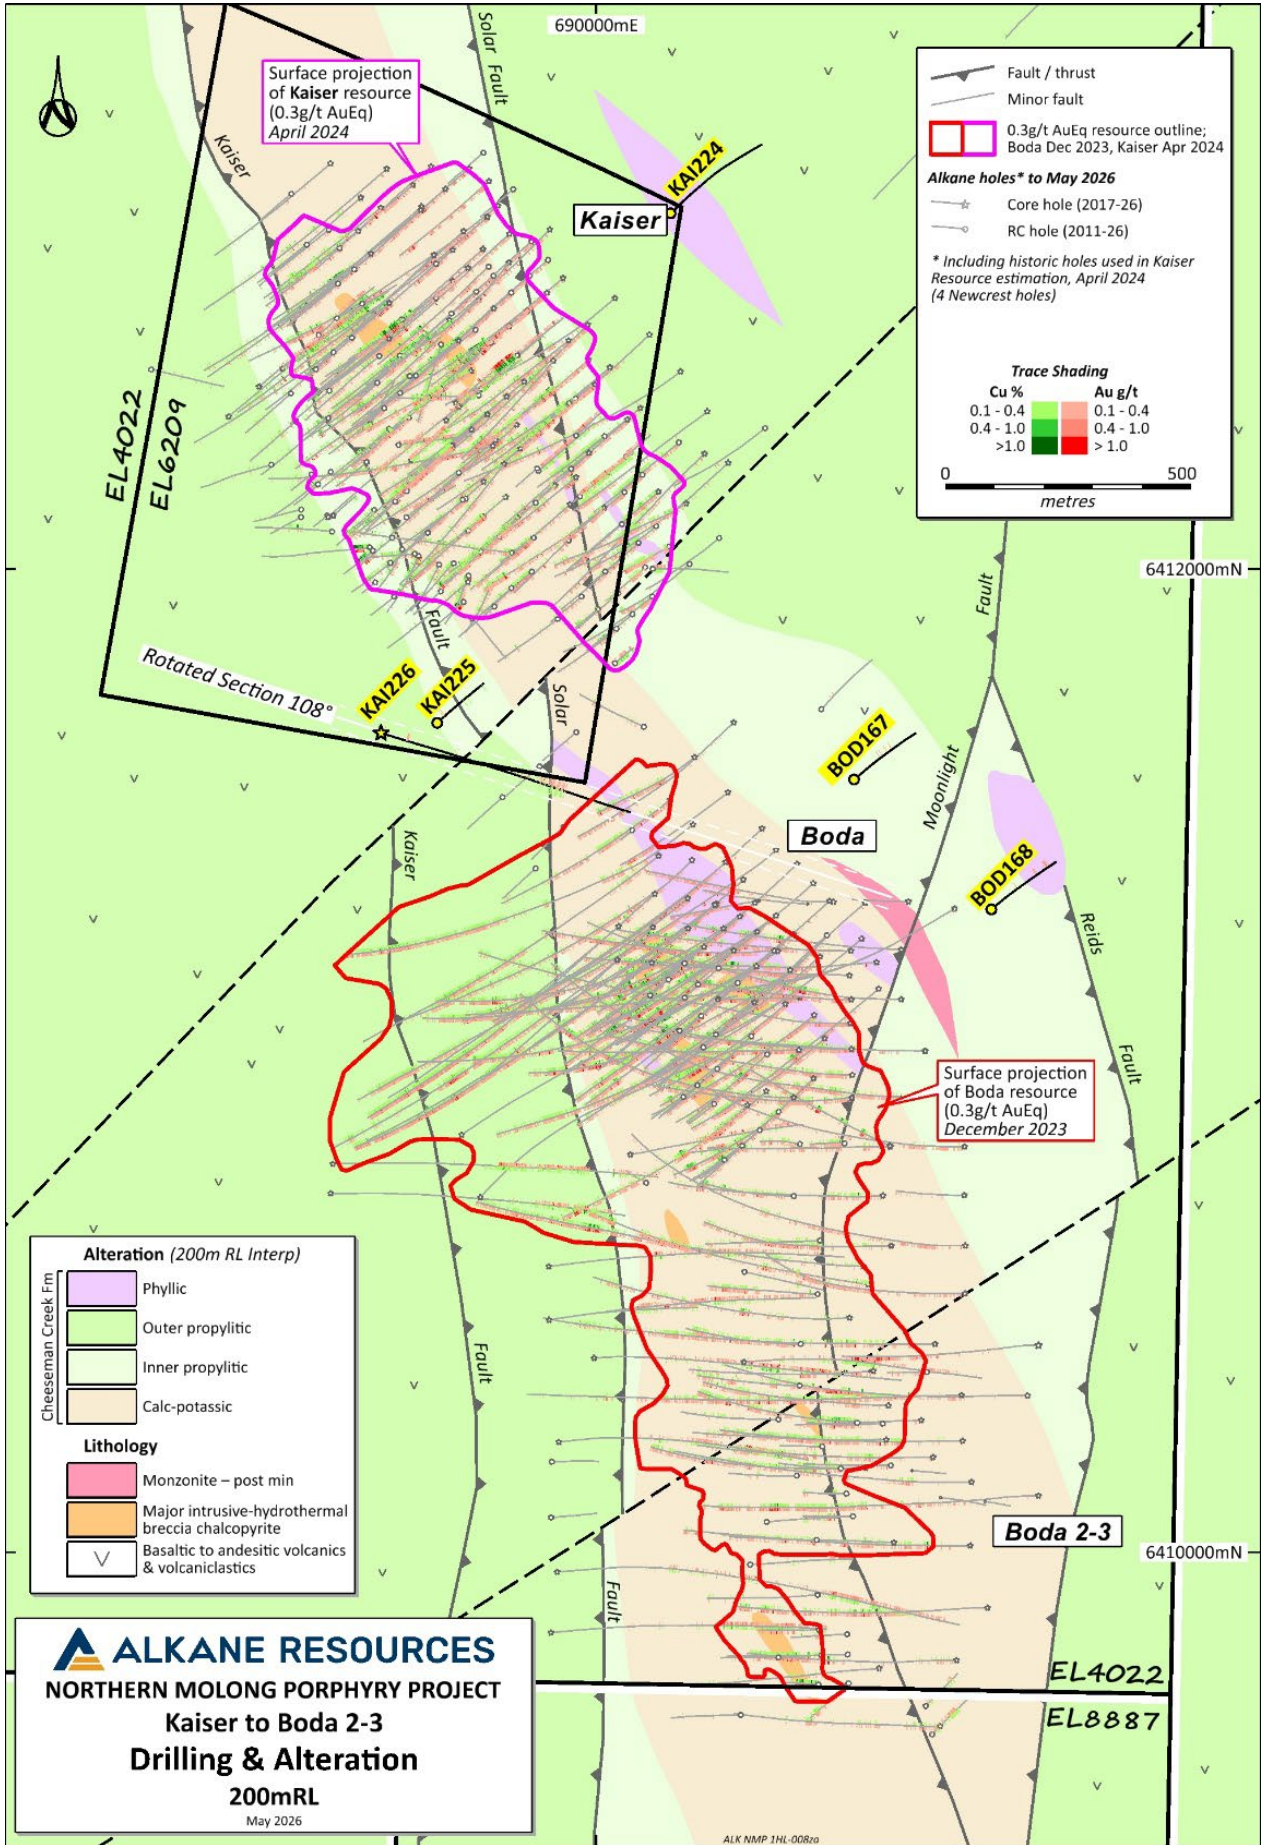 690000mE
Solar
Fault
Surface projection
of Kaiser resource
(0.3g/t AuEq)
April 2024
Kaiser
KAI224
Kaiser
Fault / thrust
Minor fault
0.3g/t AuEq resource outline;
Boda Dec 2023, Kaiser Apr 2024
Alkane holes* to May 2026
Core hole (2017-26)
RC hole (2011-26)
* Including historic holes used in Kaiser
Resource estimation, April 2024
(4 Newcrest holes)
Trace Shading
Cu % Au g/t
0.1 - 0.4 0.1 - 0.4
0.4 - 1.0 0.4 - 1.0
>1.0 > 1.0
0 500
metres
EL4022
EL6209
6412000mN
Fault
Fault
Rotated Section 108°
KAI226
KAI225
Solar
BOD167
Moonlight
Boda
Kaiser
BOD168
Reids
Fault
Surface projection
of Boda resource
(0.3g/t AuEq)
December 2023
Alteration (200m RL Interp)
Cheeseman Creek Fm
Phyllic
Outer propylitic
Inner propylitic
Calc-potassic
Lithology
Monzonite – post min
Major intrusive-hydrothermal
breccia chalcopyrite
V Basaltic to andesitic volcanics
& volcaniclastics
Fault
Boda 2-3
6410000mN
Fault
ALKANE RESOURCES
NORTHERN MOLONG PORPHYRY PROJECT
Kaiser to Boda 2-3
Drilling & Alteration
200mRL
May 2026
EL4022
EL8887
ALK NMP 1HL-008za